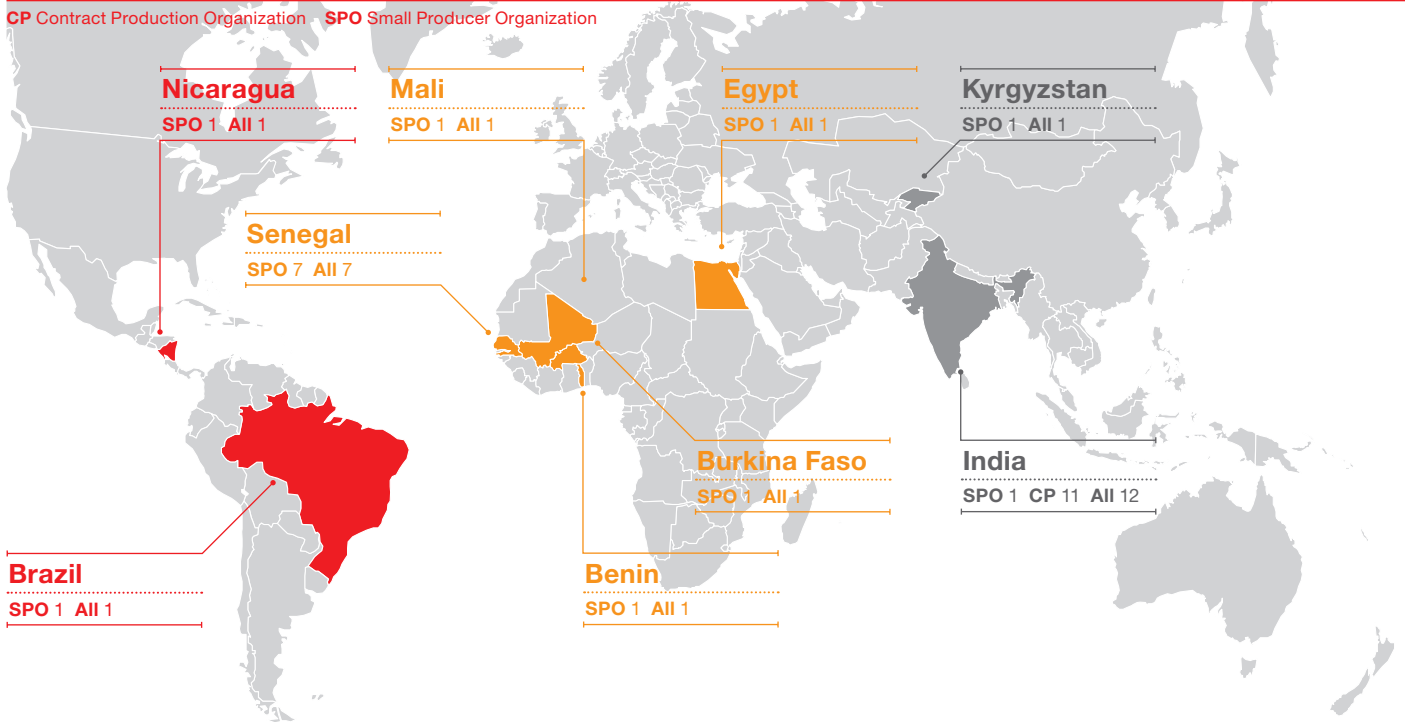 CP Contract Production Organization SPO Small Producer Organization
Nicaragua
SPO 1 All 1
Mali
SPO 1 All 1
Egypt
SPO 1 All 1
Kyrgyzstan
SPO 1 All 1
Senegal
SPO 7 All 7
Burkina Faso
SPO 1 All 1
India
SPO 1 CP 11 All 12
Brazil
SPO 1 All 1
Benin
SPO 1 All 1